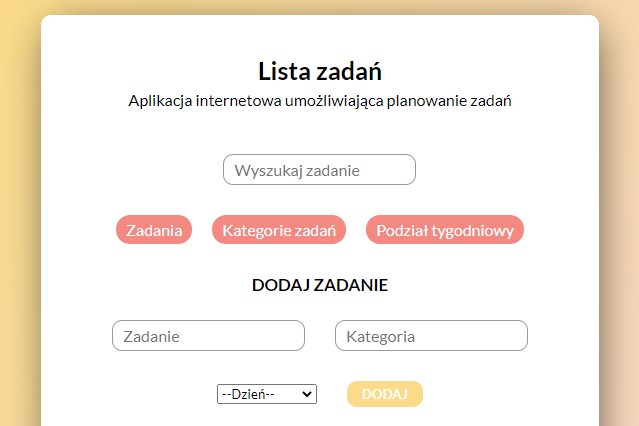 Lista zadań
Aplikacja internetowa umożliwiająca planowanie zadań
Wyszukaj zadanie
Zadania Kategorie zadań Podział tygodniowy
DODAJ ZADANIE
Zadanie Kategoria
--Dzień-- DODAJ